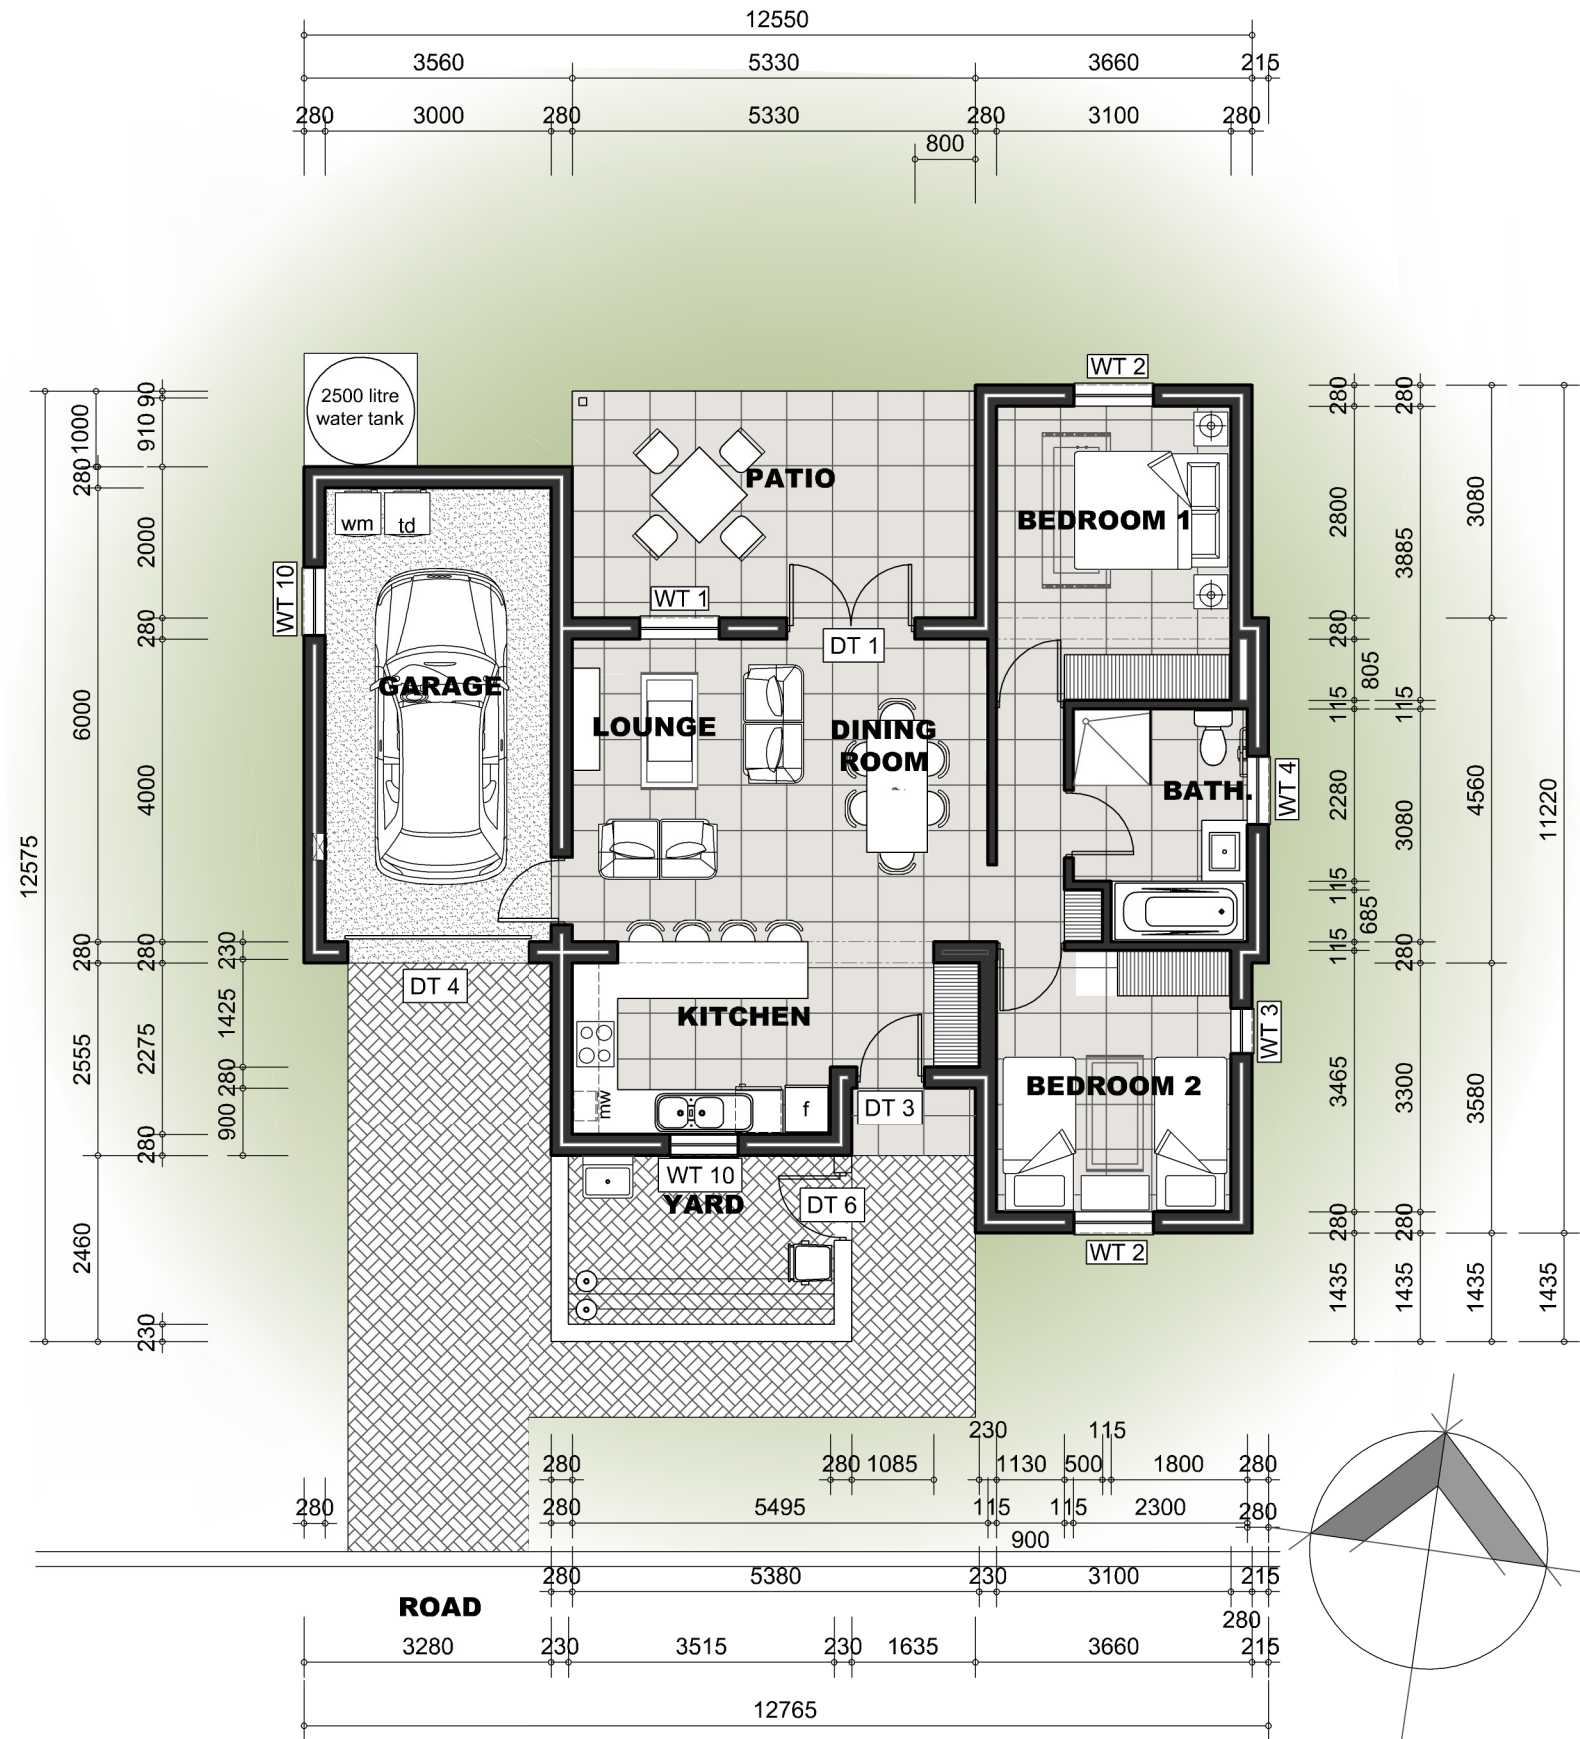 12550
3560 5330 3660 215
280 3000 280 5330 280 3100 280
800
WT 2
2500 litre
water tank
PATIO
BEDROOM 1
wm td
WT 10
WT 1
DT 1
GARAGE
LOUNGE
DINING
ROOM
BATH.
WT 4
DT 4
KITCHEN
WT 3
BEDROOM 2
mw
f
DT 3
WT 10
YARD
DT 6
WT 2
12575
1000
280
6000
280
2555
2460
90
910
2000
280
4000
280
2275
280
230
230
1425
280
900
280
2800
280
805
115
2280
115
685
115
3465
280
1435
280
3885
115
3080
280
3300
280
1435
3080
4560
3580
1435
11220
1435
230 115
280 280 1085 1130 500 1800 280
280 280 5495 115 115 2300 280
900
280 5380 230 3100 215
ROAD
280
3280 230 3515 230 1635 3660 215
12765